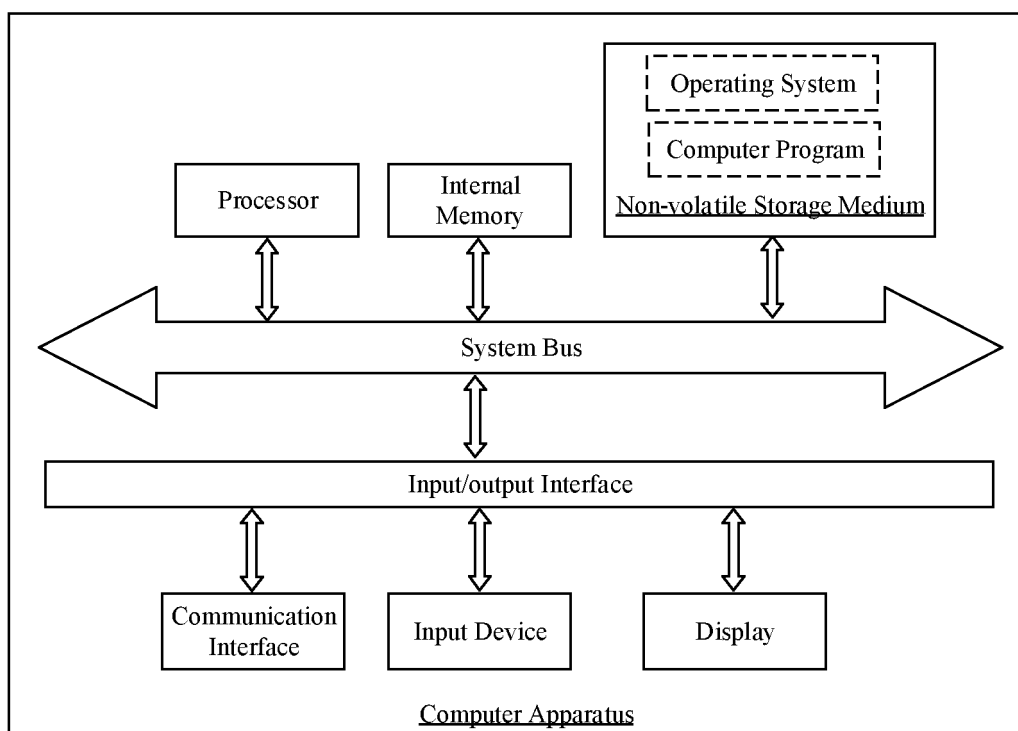 Operating System
Computer Program
Non-volatile Storage Medium
Processor
Internal
Memory
System Bus
Input/output Interface
Communication
Interface
Input Device
Display
Computer Apparatus